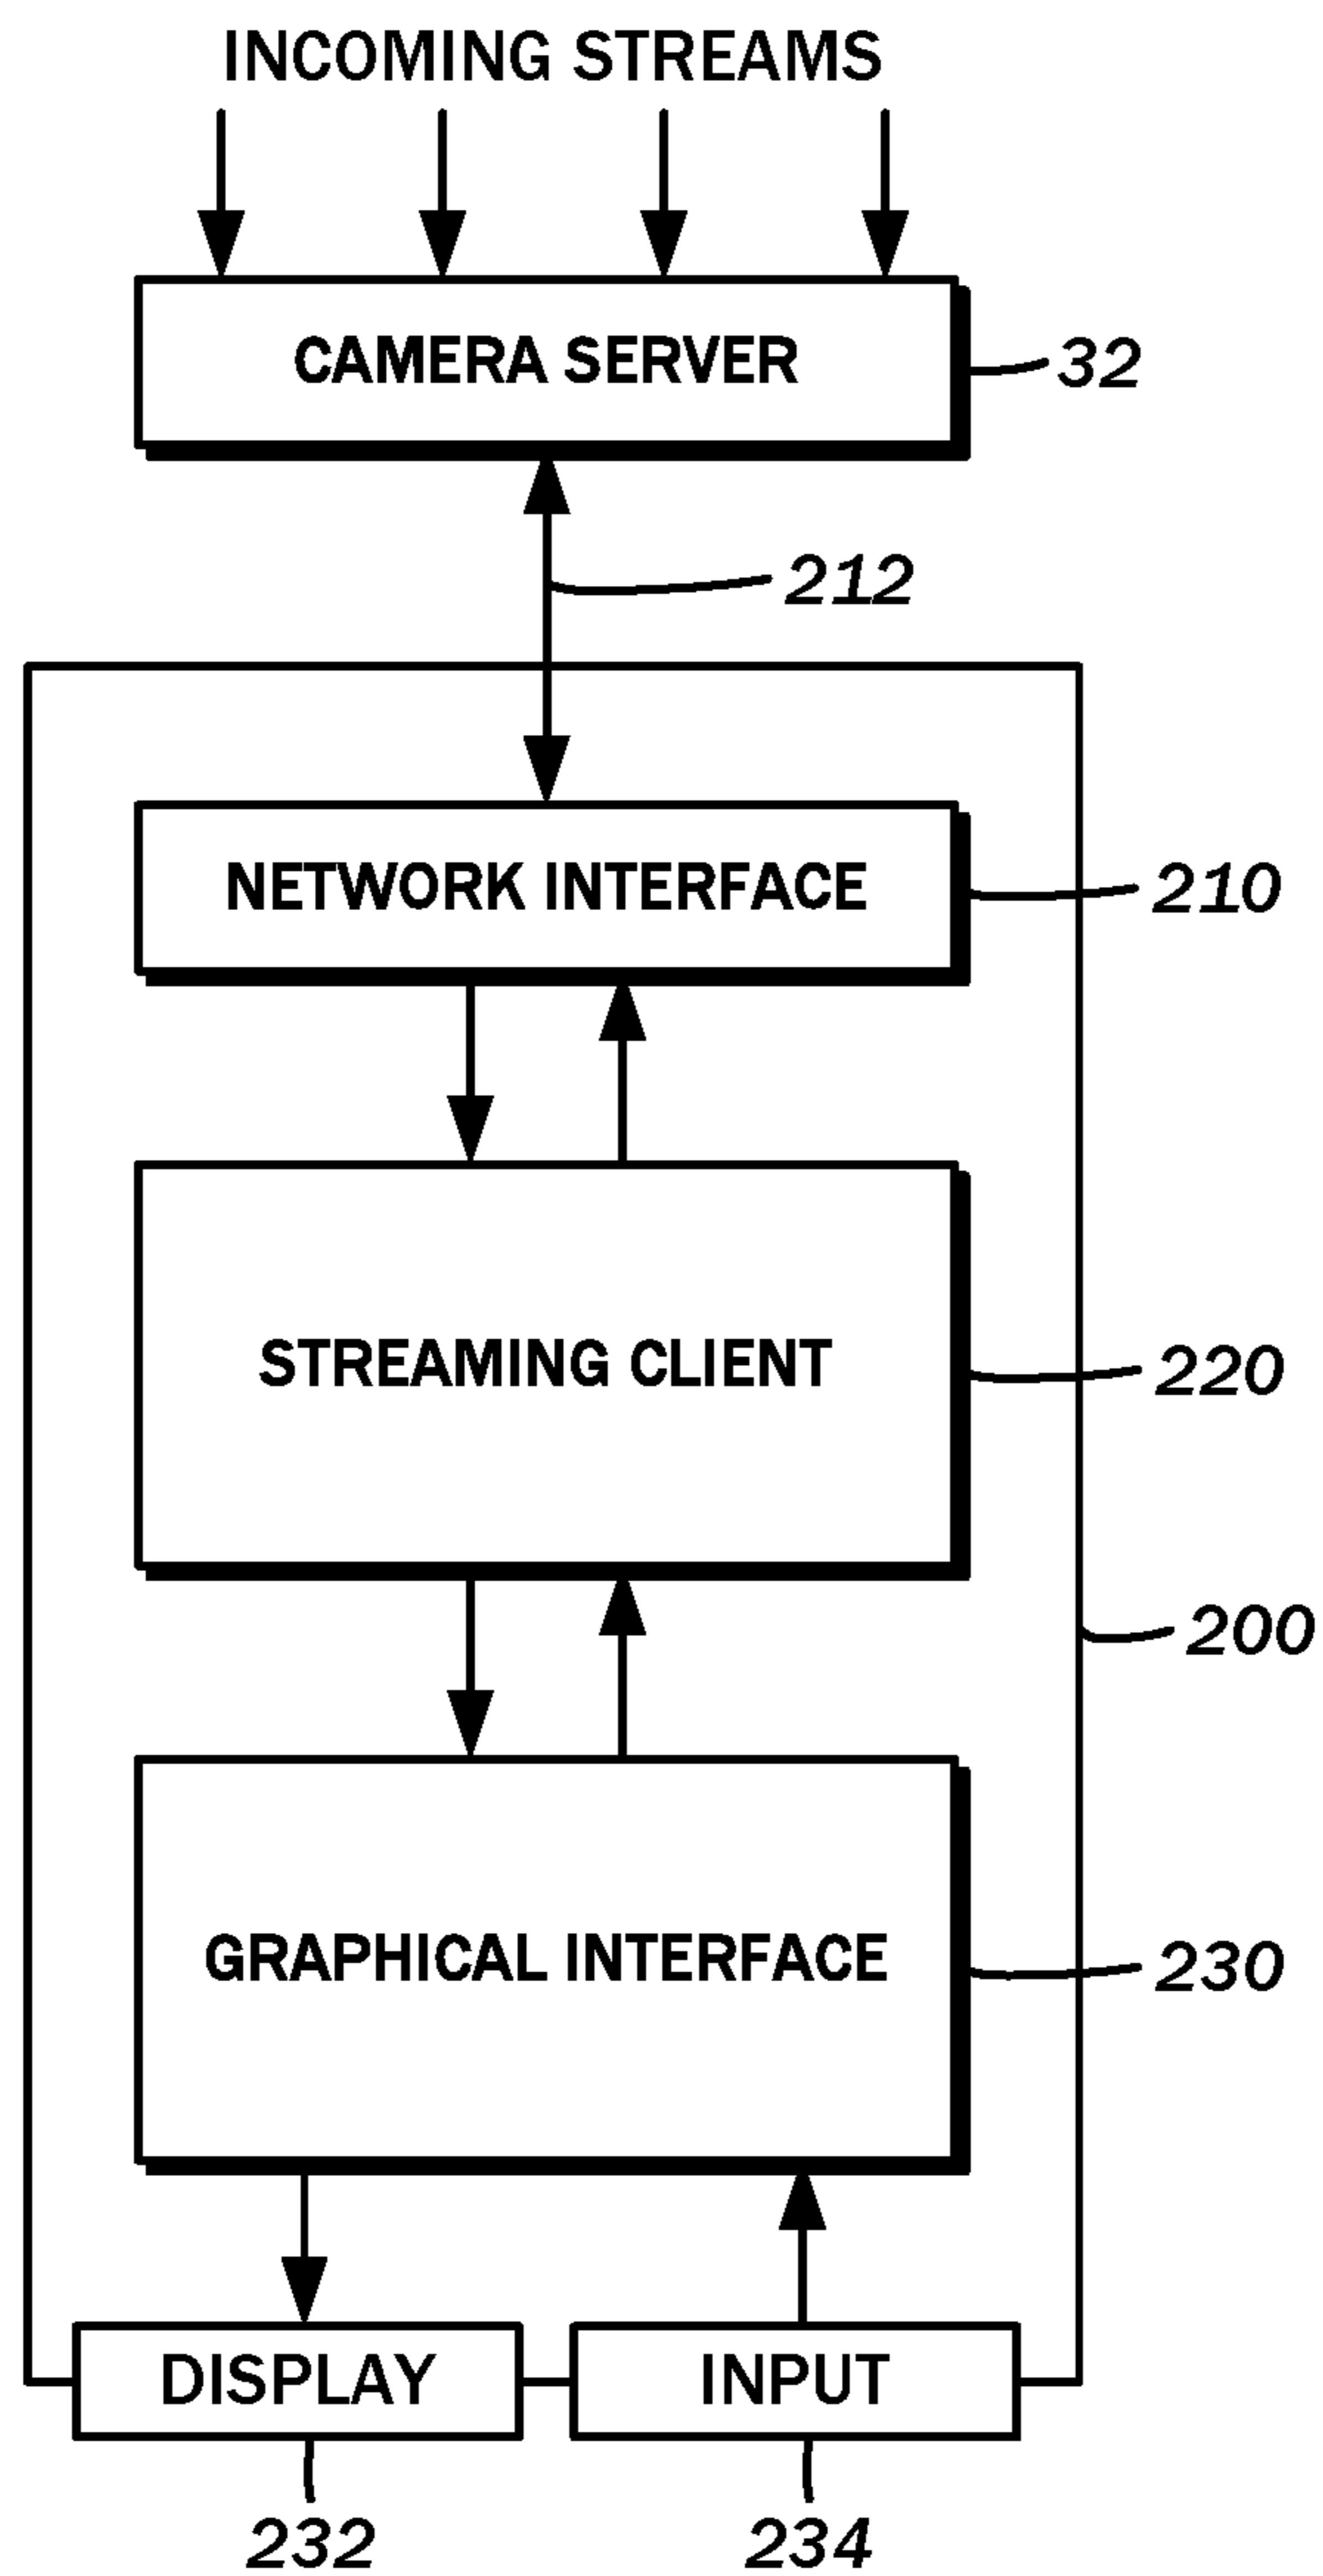 INCOMING STREAMS
CAMERA SERVER
32
212
NETWORK INTERFACE
210
STREAMING CLIENT
220
200
GRAPHICAL INTERFACE
230
DISPLAY
INPUT
232
234